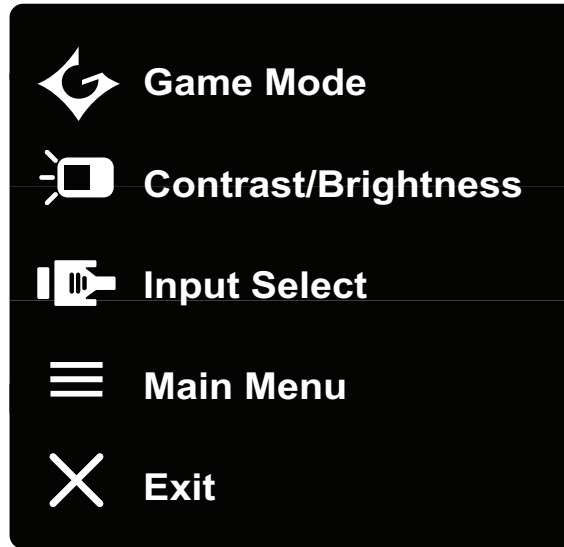 Game Mode
Contrast/Brightness
Input Select
Main Menu
Exit